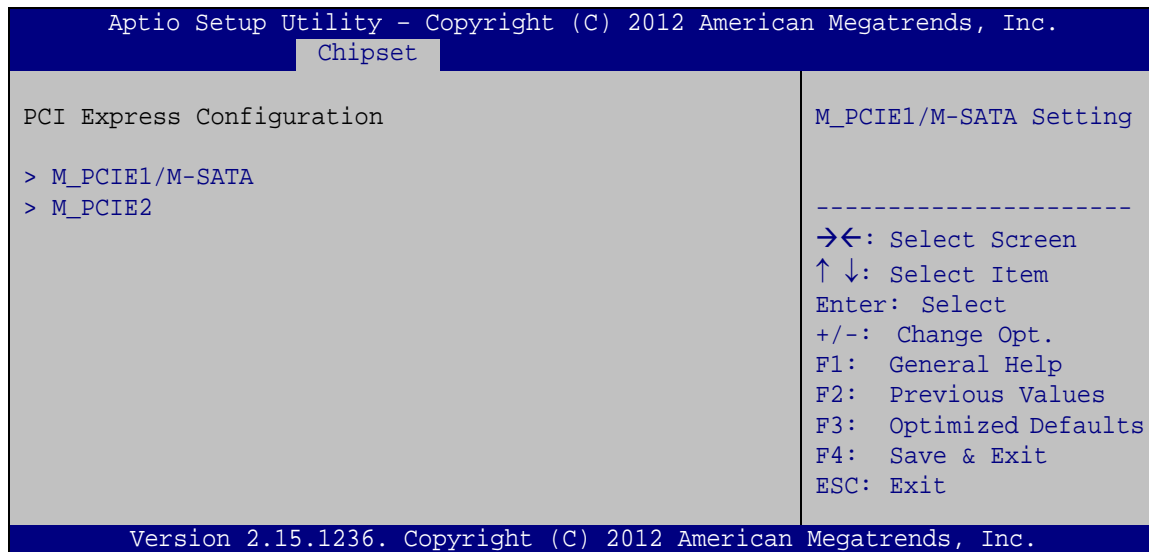 Aptio Setup Utility – Copyright (C) 2012 American Megatrends, Inc.
Chipset
PCI Express Configuration
> M_PCIE1/M-SATA
> M_PCIE2
M_PCIE1/M-SATA Setting
----------------------
→←: Select Screen
↑ ↓: Select Item
Enter: Select
+/-: Change Opt.
F1: General Help
F2: Previous Values
F3: Optimized Defaults
F4: Save & Exit
ESC: Exit
Version 2.15.1236. Copyright (C) 2012 American Megatrends, Inc.